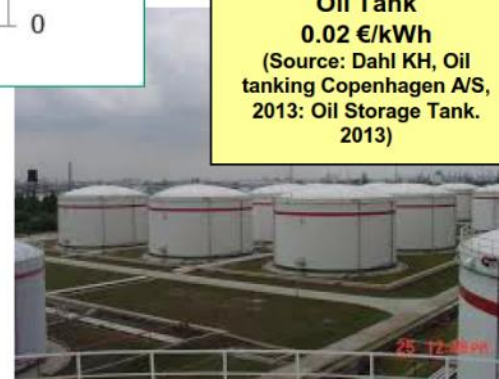 0
Oil Tank
0.02 €/kWh
(Source: Dahl KH, Oil
tanking Copenhagen A/S,
2013: Oil Storage Tank.
2013)
25 12:28PM